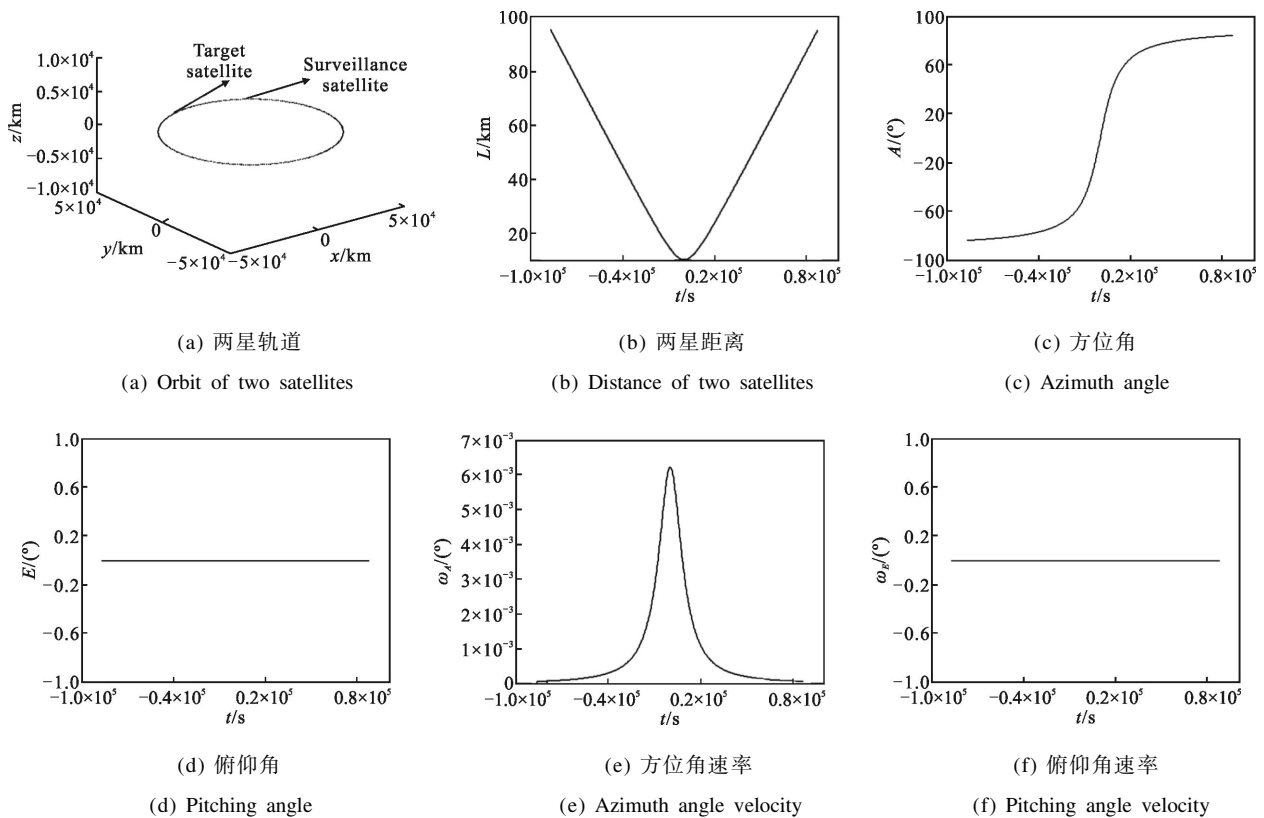 Target
satellite
Surveillance
satellite
1.0×10⁴
0.5×10⁴
0
−0.5×10⁴
−1.0×10⁴
z/km
5×10⁴
0
−5×10⁴
y/km
−5×10⁴
0
5×10⁴
x/km
(a) 两星轨道
(a) Orbit of two satellites
100
80
60
40
20
L/km
−1.0×10⁵
−0.4×10⁵
0.2×10⁵
0.8×10⁵
t/s
(b) 两星距离
(b) Distance of two satellites
100
60
20
−20
−60
−100
A/(°)
−1.0×10⁵
−0.4×10⁵
0.2×10⁵
0.8×10⁵
t/s
(c) 方位角
(c) Azimuth angle
1.0
0.6
0.2
−0.2
−0.6
−1.0
E/(°)
−1.0×10⁵
−0.4×10⁵
0.2×10⁵
0.8×10⁵
t/s
(d) 俯仰角
(d) Pitching angle
7×10⁻³
6×10⁻³
5×10⁻³
4×10⁻³
3×10⁻³
2×10⁻³
1×10⁻³
0
ω_A/(°)
−1.0×10⁵
−0.4×10⁵
0.2×10⁵
0.8×10⁵
t/s
(e) 方位角速率
(e) Azimuth angle velocity
1.0
0.6
0.2
−0.2
−0.6
−1.0
ω_E/(°)
−1.0×10⁵
−0.4×10⁵
0.2×10⁵
0.8×10⁵
t/s
(f) 俯仰角速率
(f) Pitching angle velocity